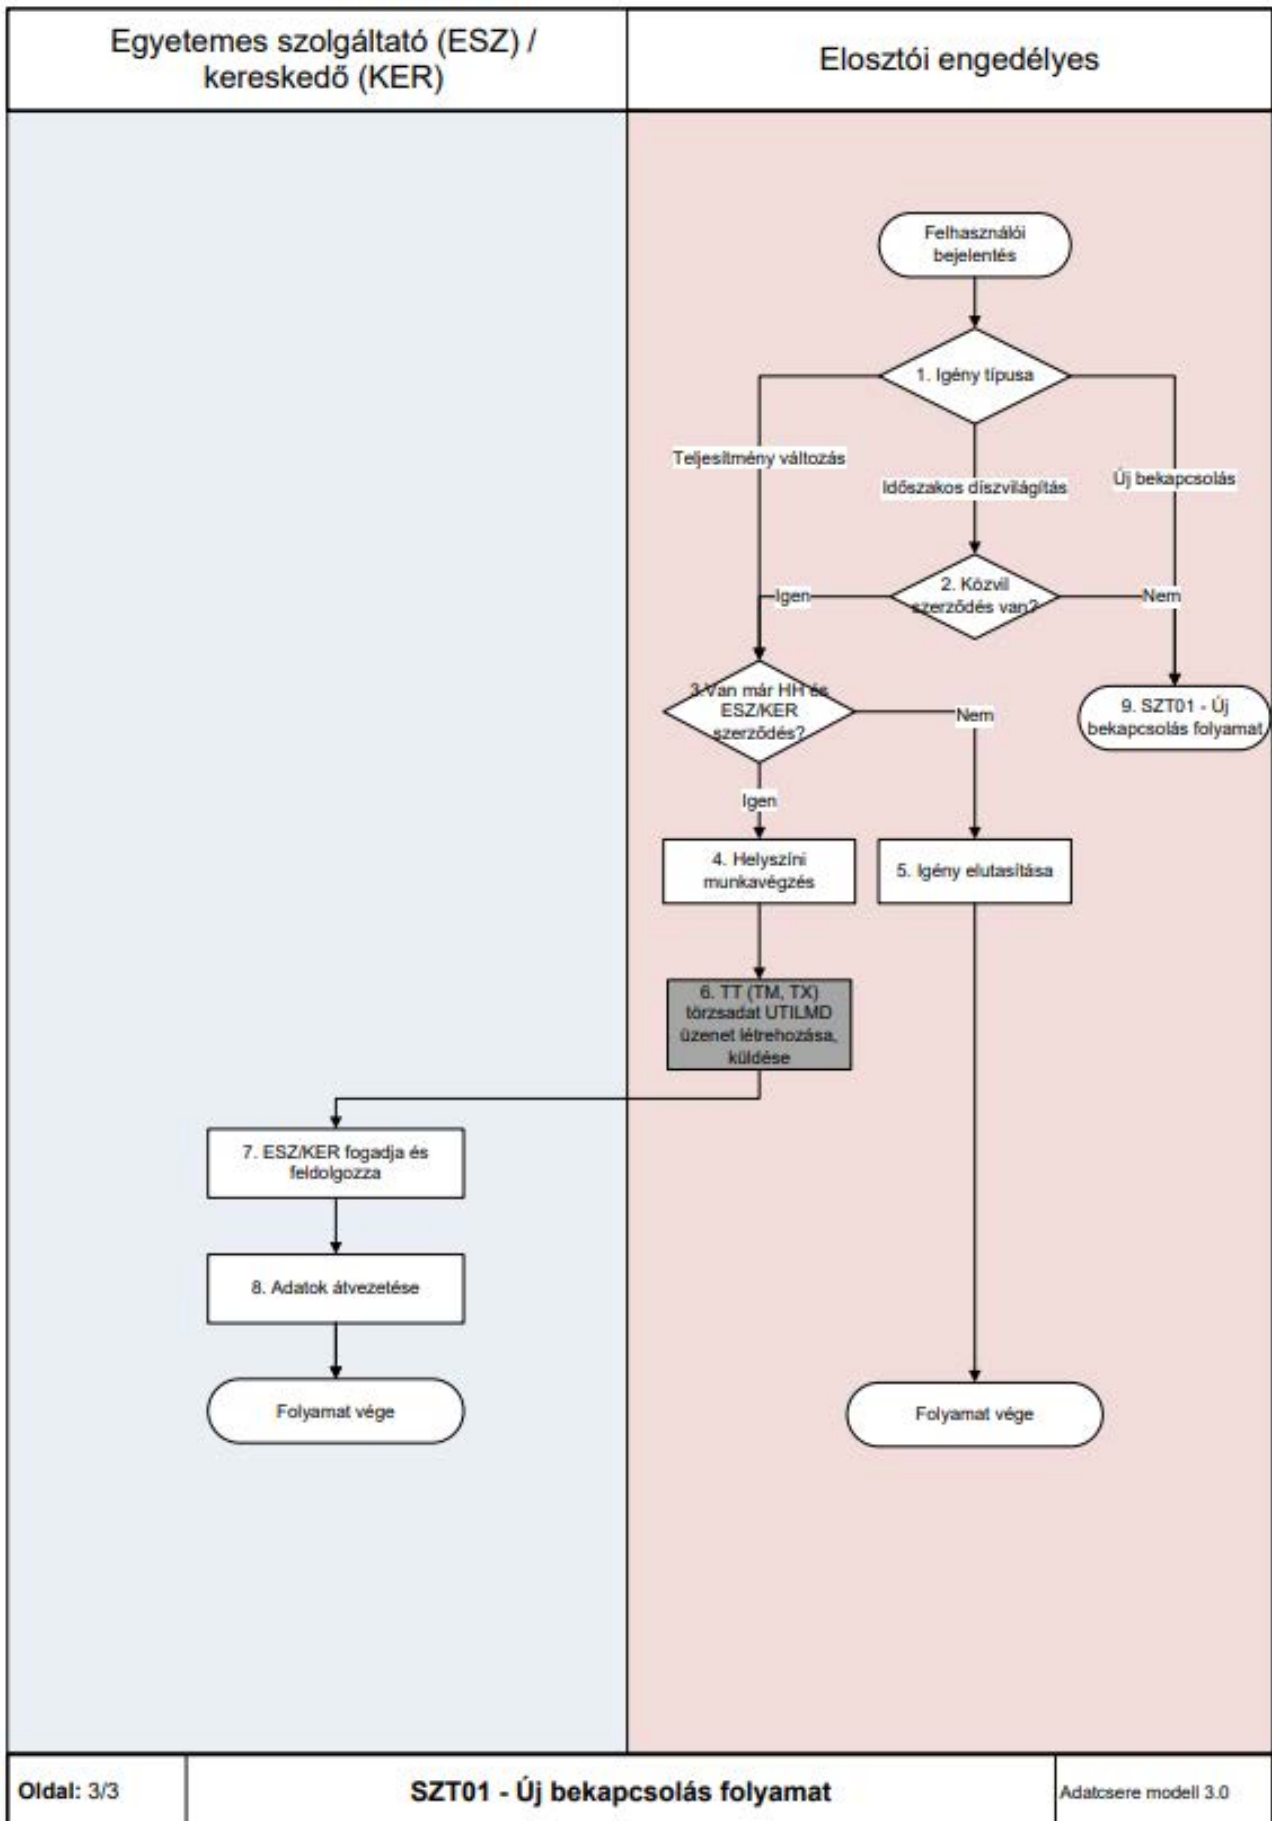 Egyetemes szolgáltató (ESZ) /
kereskedő (KER)
Elosztói engedélyes
Felhasználói
bejelentés
1. Igény típusa
Teljesítmény változás
Időszakos díszvilágítás
Új bekapcsolás
2. Közvil
szerződés van?
Igen
Nem
3.Van már HH és
ESZ/KER
szerződés?
Nem
9. SZT01 - Új
bekapcsolás folyamat
Igen
4. Helyszíni
munkavégzés
5. Igény elutasítása
6. TT (TM, TX)
törzsadat UTILMD
üzenet létrehozása,
küldése
7. ESZ/KER fogadja és
feldolgozza
8. Adatok átvezetése
Folyamat vége
Folyamat vége
Oldal: 3/3
SZT01 - Új bekapcsolás folyamat
Adatcsere modell 3.0